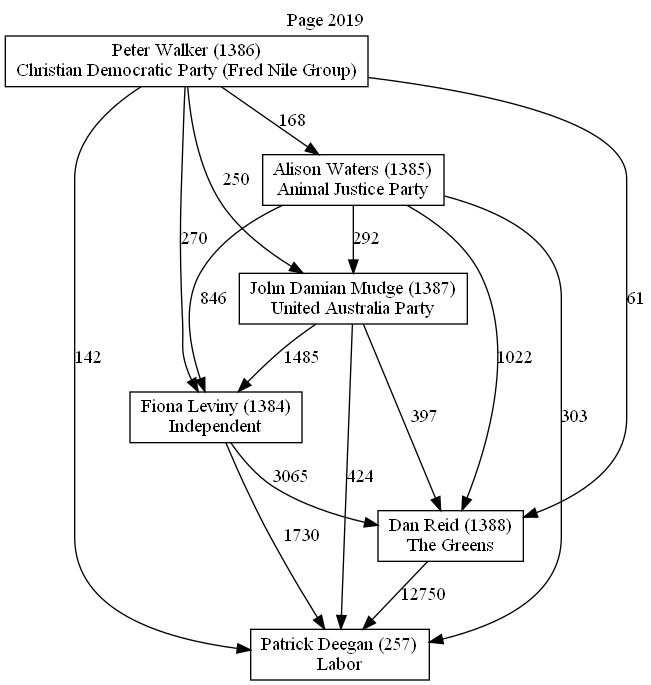 Page 2019
Peter Walker (1386)
Christian Democratic Party (Fred Nile Group)
168
Alison Waters (1385)
Animal Justice Party
250
270
292
846
John Damian Mudge (1387)
United Australia Party
61
142
1485
1022
Fiona Leviny (1384)
Independent
397
303
3065
424
Dan Reid (1388)
The Greens
1730
12750
Patrick Deegan (257)
Labor